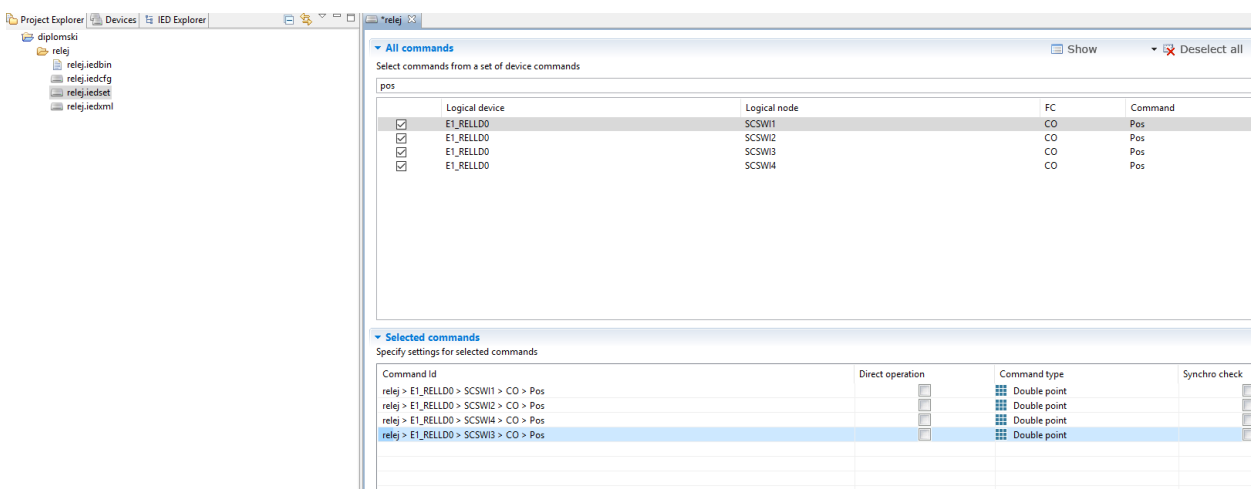 Project Explorer Devices IED Explorer
diplomski
relej
relej.iedbin
relej.iedcfg
relej.iedset
relej.iedxml
*relej
All commands Show Deselect all
Select commands from a set of device commands
pos
Logical device Logical node FC Command
E1_RELLD0 SCSWI1 CO Pos
E1_RELLD0 SCSWI2 CO Pos
E1_RELLD0 SCSWI3 CO Pos
E1_RELLD0 SCSWI4 CO Pos
Selected commands
Specify settings for selected commands
Command Id Direct operation Command type Synchro check
relej > E1_RELLD0 > SCSWI1 > CO > Pos Double point
relej > E1_RELLD0 > SCSWI2 > CO > Pos Double point
relej > E1_RELLD0 > SCSWI4 > CO > Pos Double point
relej > E1_RELLD0 > SCSWI3 > CO > Pos Double point